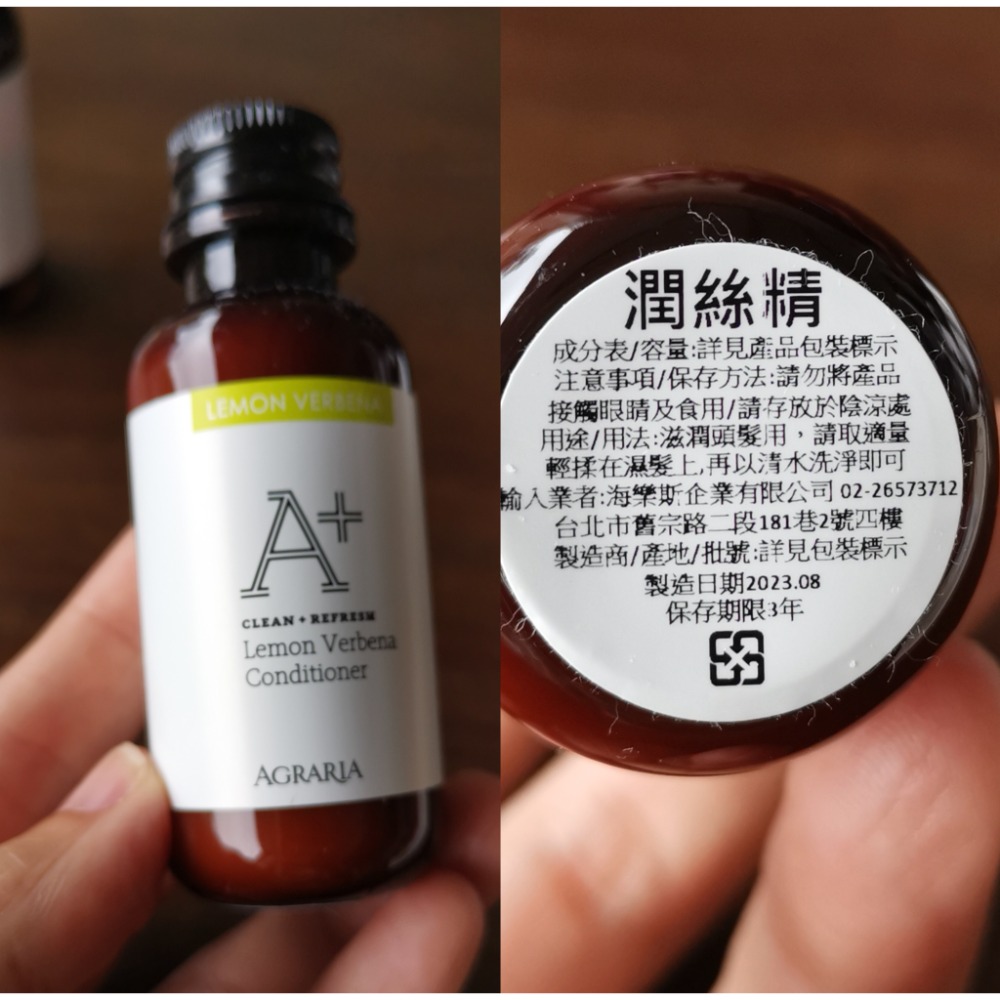 LEMON VERBENA
A+
CLEAN + REFRESH
Lemon Verbena
Conditioner
AGRARIA
潤絲精
成分表/容量:詳見產品包裝標示
注意事項/保存方法:請勿將產品
接觸眼睛及食用/請存放於陰涼處
用途/用法:滋潤頭髮用，請取適量
輕揉在濕髮上,再以清水洗淨即可
輸入業者:海樂斯企業有限公司 02-26573712
台北市舊宗路二段181巷2號四樓
製造商/產地/批號:詳見包裝標示
製造日期2023.08
保存期限3年